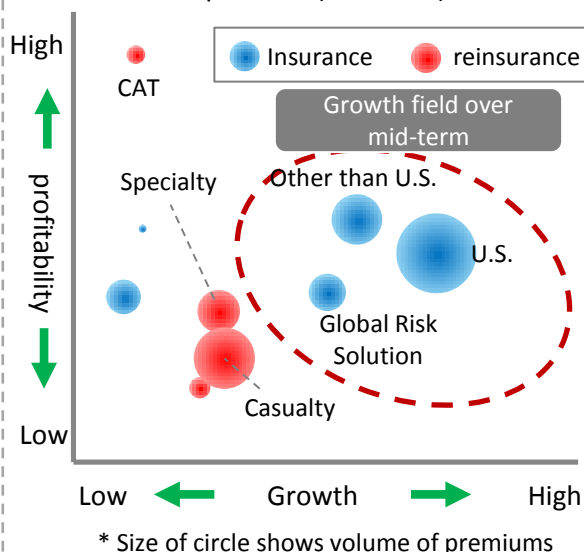 High
Insurance
reinsurance
CAT
Growth field over
mid-term
Specialty
Other than U.S.
profitability
U.S.
Global Risk
Solution
Casualty
Low
Low
Growth
High
* Size of circle shows volume of premiums